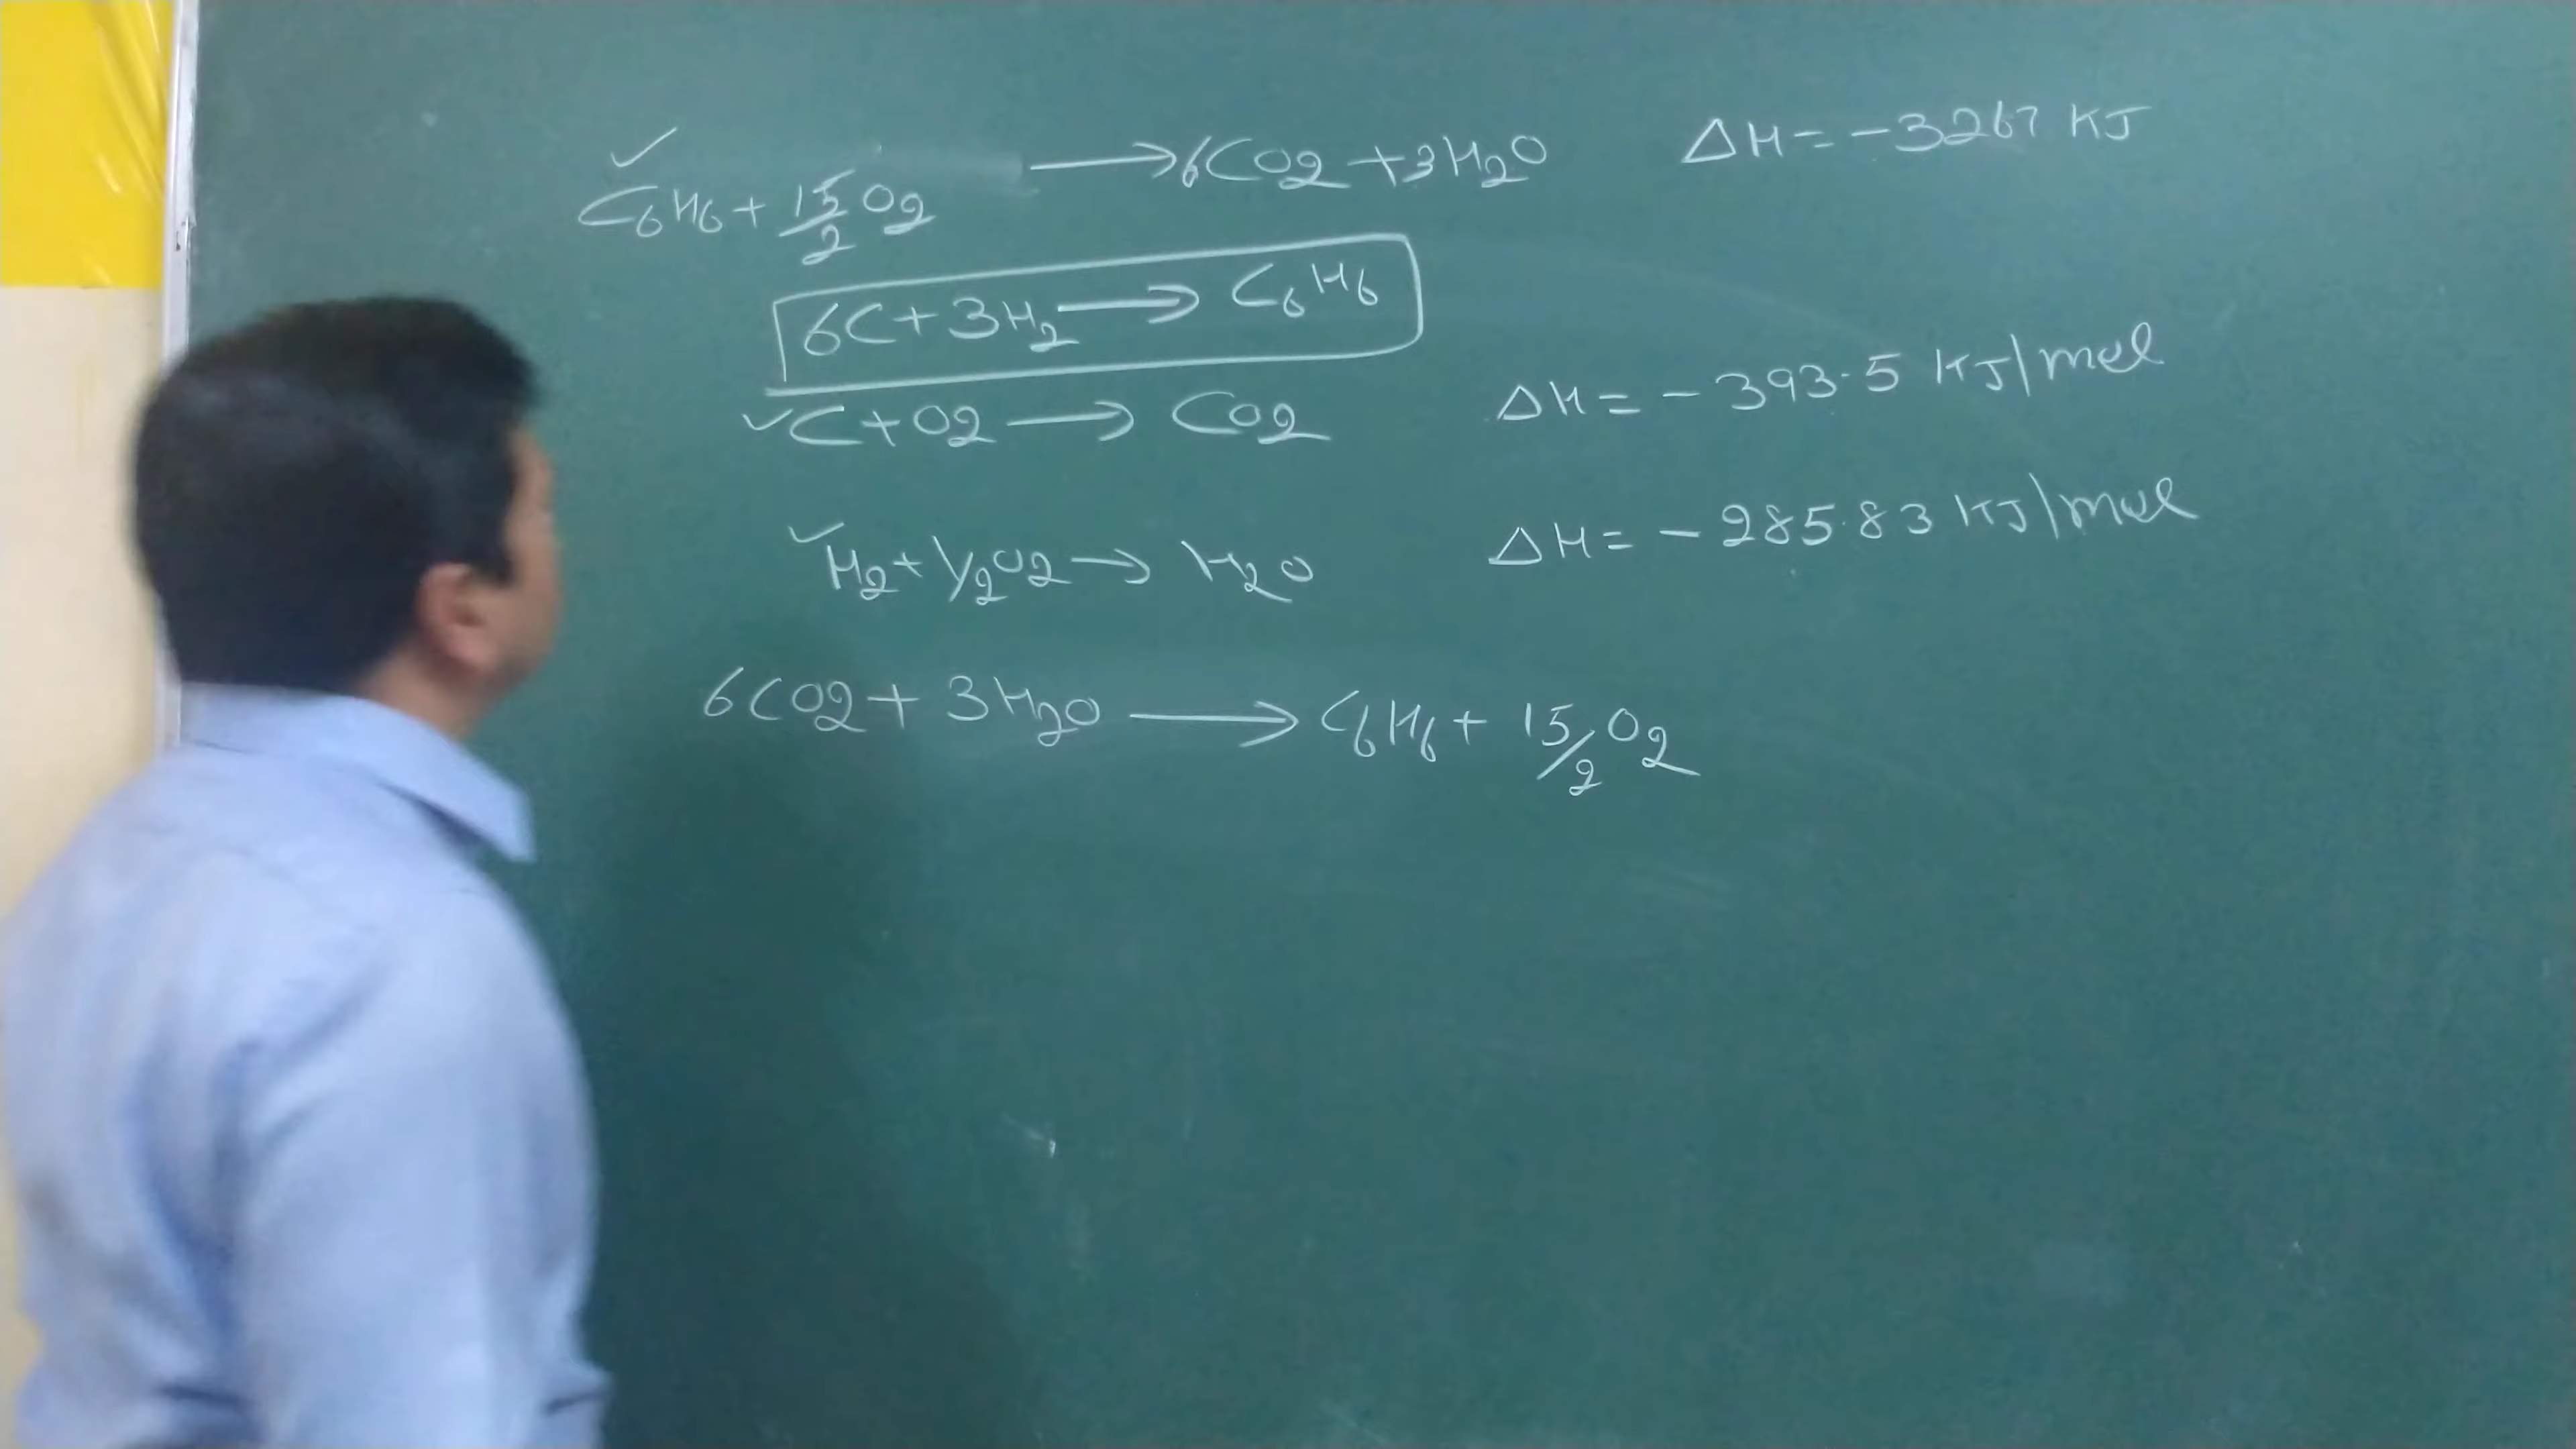 C6H6 + 15/2 O2 → 6CO2 + 3H2O ΔH = -3267 KJ
6C + 3H2 → C6H6
✓C + O2 → CO2 ΔH = - 393.5 KJ/mol
✓H2 + 1/2 O2 → H2O ΔH = - 285.83 KJ/mol
6CO2 + 3H2O → C6H6 + 15/2 O2